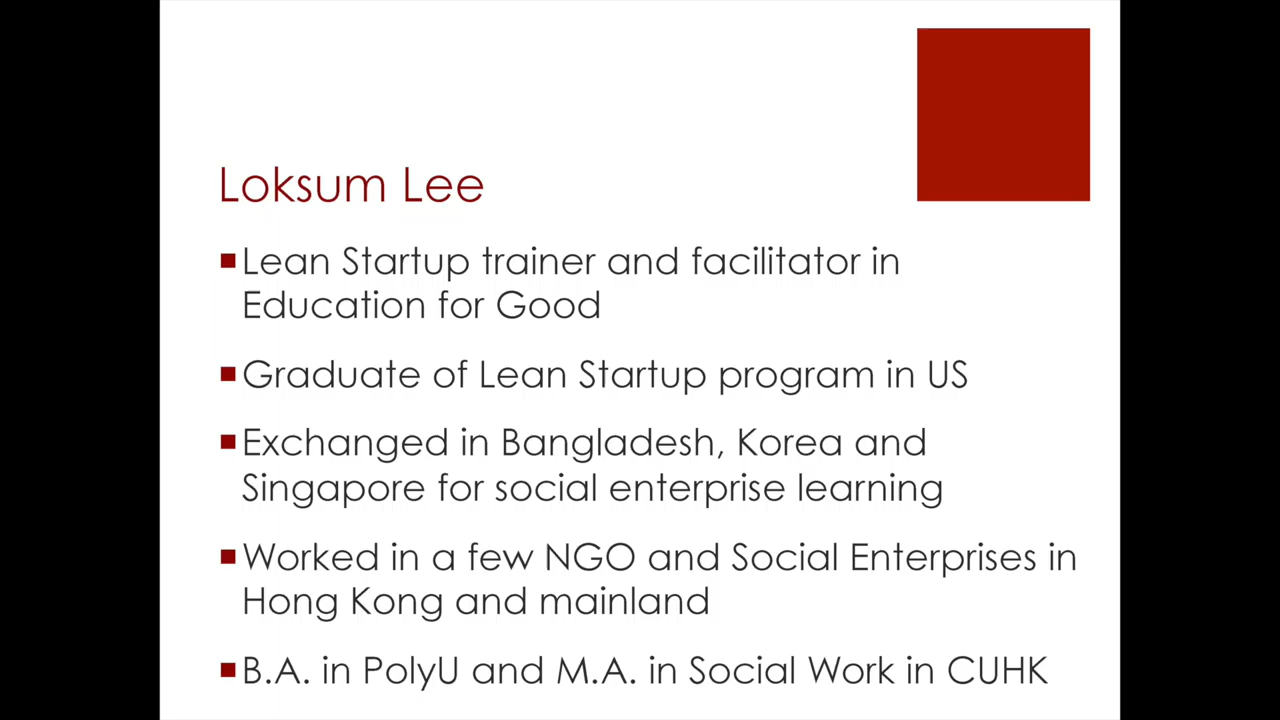 Loksum Lee
Lean Startup trainer and facilitator in
Education for Good
Graduate of Lean Startup program in US
Exchanged in Bangladesh, Korea and
Singapore for social enterprise learning
Worked in a few NGO and Social Enterprises in
Hong Kong and mainland
B.A. in PolyU and M.A. in Social Work in CUHK